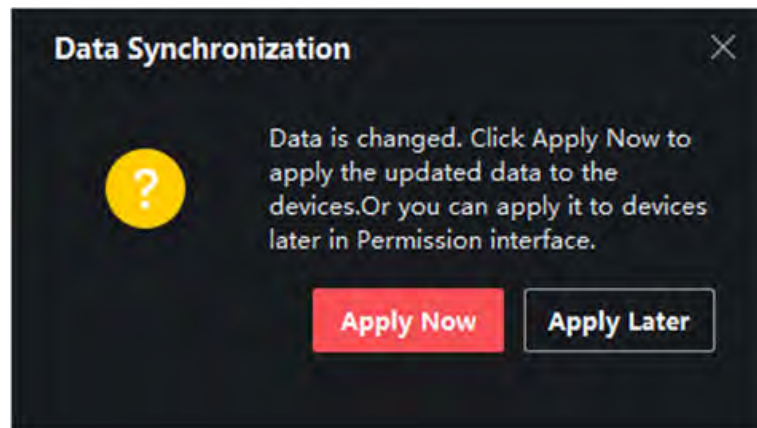 Data Synchronization
?
Data is changed. Click Apply Now to
apply the updated data to the
devices.Or you can apply it to devices
later in Permission interface.
Apply Now
Apply Later